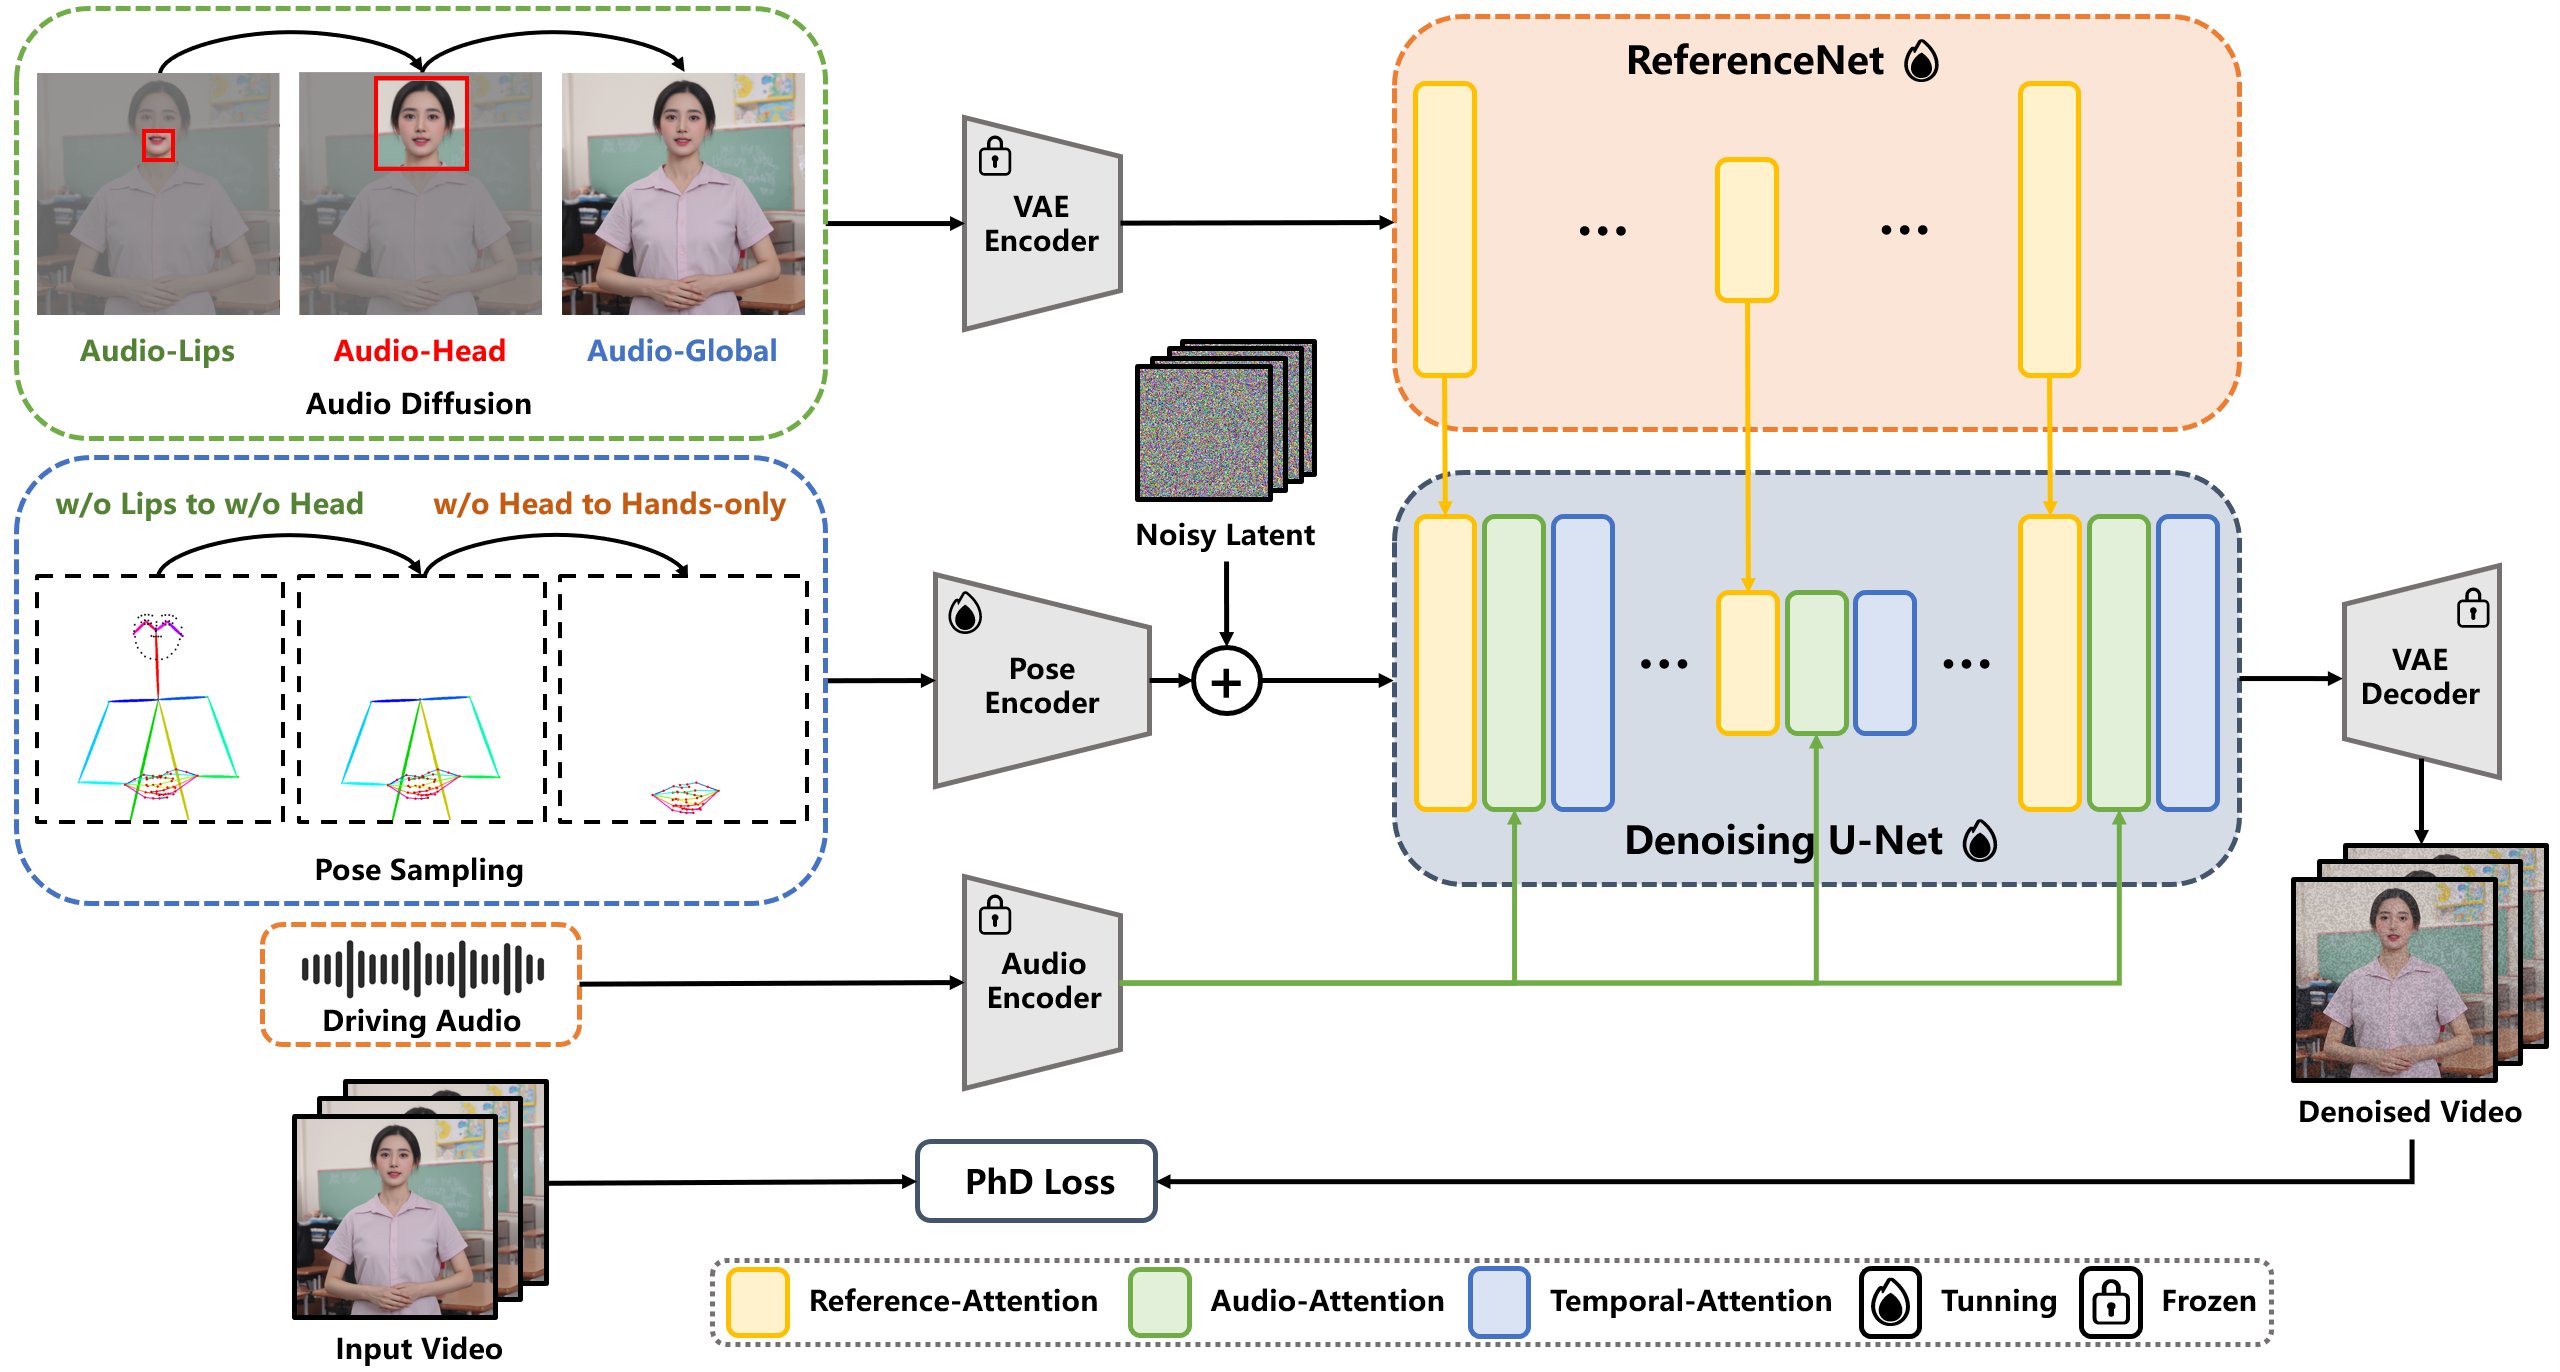 Audio-Lips
Audio-Head
Audio-Global
Audio Diffusion
w/o Lips to w/o Head
w/o Head to Hands-only
Pose Sampling
Driving Audio
Input Video
VAE
Encoder
Noisy Latent
Pose
Encoder
+
Audio
Encoder
PhD Loss
ReferenceNet
...
...
...
...
Denoising U-Net
VAE
Decoder
Denoised Video
Reference-Attention
Audio-Attention
Temporal-Attention
Tunning
Frozen